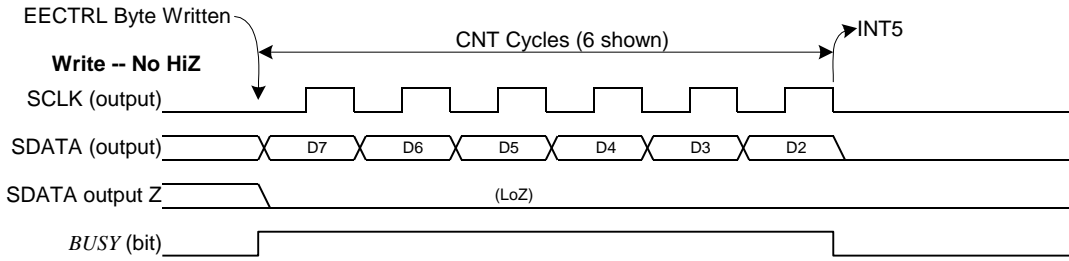 EECTRL Byte Written
INT5
CNT Cycles (6 shown)
Write -- No HiZ
SCLK (output)
SDATA (output) D7 D6 D5 D4 D3 D2
SDATA output Z (LoZ)
BUSY (bit)